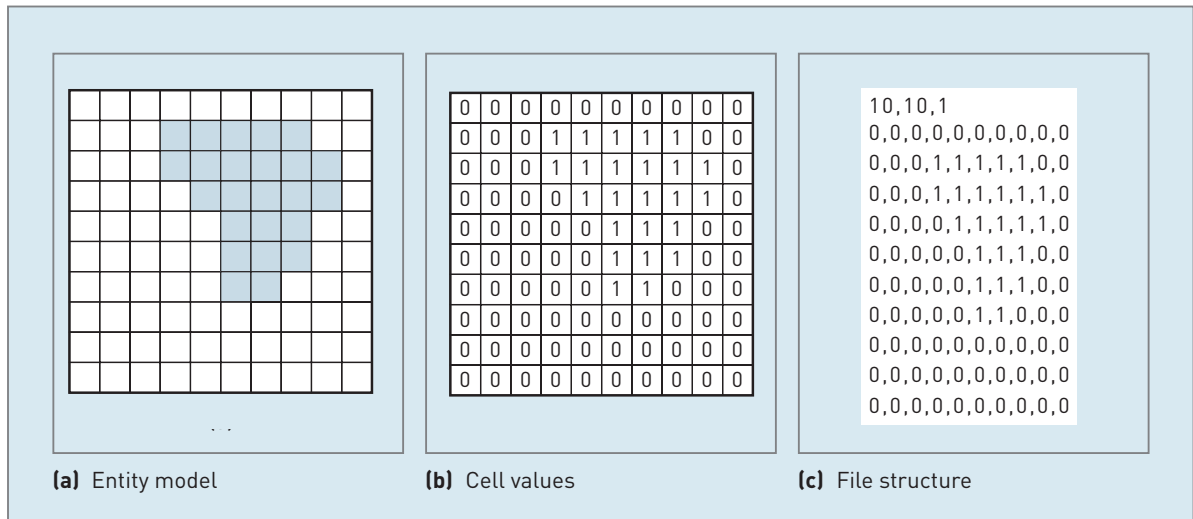 0 0 0 0 0 0 0 0 0 0
0 0 0 1 1 1 1 1 0 0
0 0 0 1 1 1 1 1 1 0
0 0 0 0 1 1 1 1 1 0
0 0 0 0 0 1 1 1 0 0
0 0 0 0 0 1 1 1 0 0
0 0 0 0 0 1 1 0 0 0
0 0 0 0 0 0 0 0 0 0
0 0 0 0 0 0 0 0 0 0
0 0 0 0 0 0 0 0 0 0
10,10,1
0,0,0,0,0,0,0,0,0,0
0,0,0,1,1,1,1,1,0,0
0,0,0,1,1,1,1,1,1,0
0,0,0,0,1,1,1,1,1,0
0,0,0,0,0,1,1,1,0,0
0,0,0,0,0,1,1,1,0,0
0,0,0,0,0,1,1,0,0,0
0,0,0,0,0,0,0,0,0,0
0,0,0,0,0,0,0,0,0,0
0,0,0,0,0,0,0,0,0,0
(a) Entity model
(b) Cell values
(c) File structure